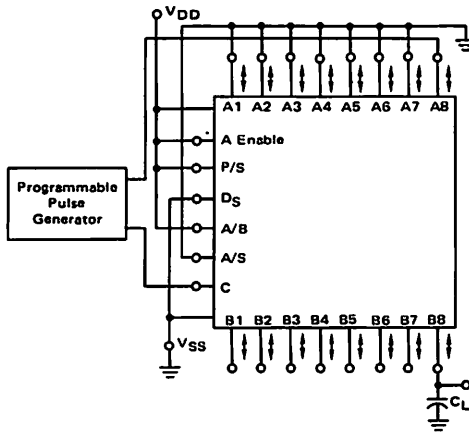 VDD
A1 A2 A3 A4 A5 A6 A7 A8
A Enable
P/S
DS
A/B
A/S
C
Programmable
Pulse
Generator
B1 B2 B3 B4 B5 B6 B7 B8
VSS
CL